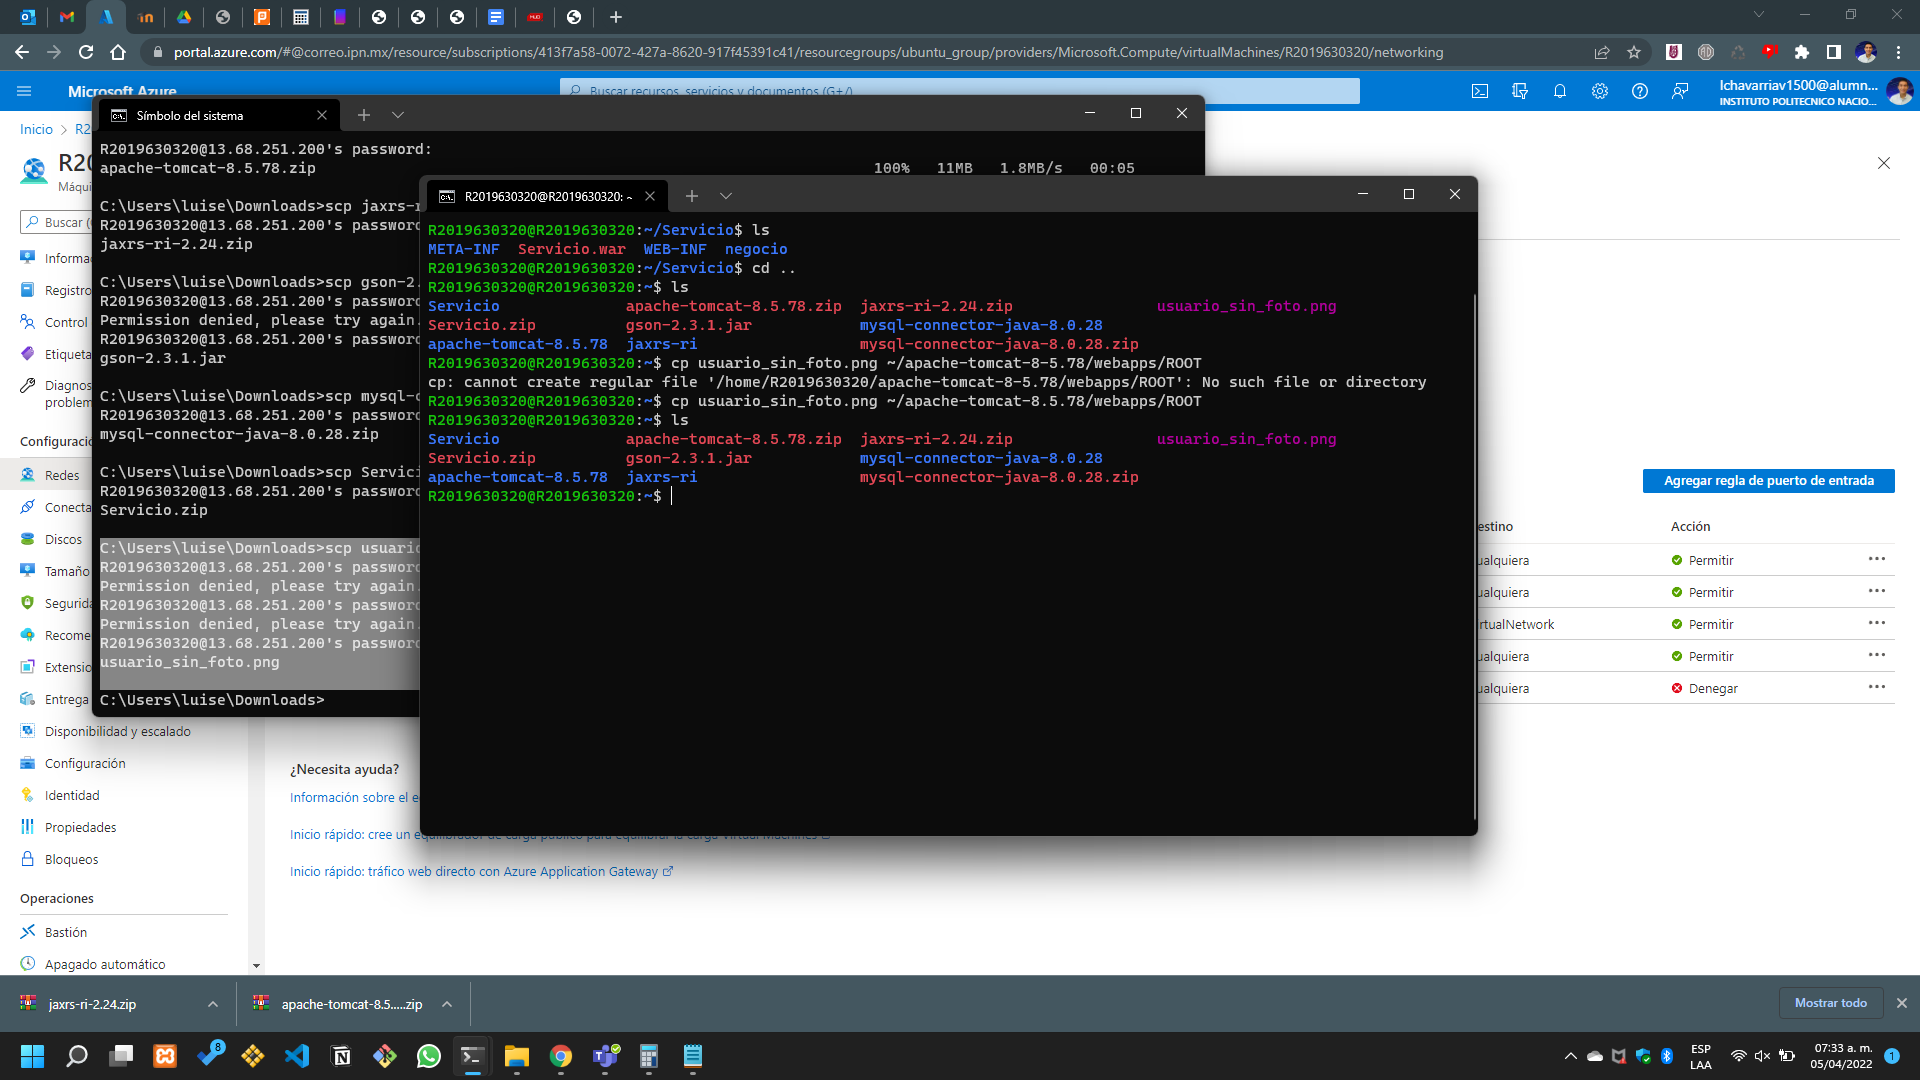 portal.azure.com/#@correo.ipn.mx/resource/subscriptions/413f7a58-0072-427a-8620-917f45391c41/resourcegroups/ubuntu_group/providers/Microsoft.Compute/virtualMachines/R2019630320/networking
Microsoft Azure
Buscar recursos, servicios y documentos (G+/)
lchavarriav1500@alumn...
INSTITUTO POLITECNICO NACIO...
Inicio > R2
R20
Máqui
Buscar (
Informa
Registro
Control
Etiqueta
Diagnos
problem
Configuració
Redes
Conecta
Discos
Tamaño
Segurida
Recome
Extensio
Entrega
Disponibilidad y escalado
Configuración
Identidad
Propiedades
Bloqueos
Operaciones
Bastión
Apagado automático
Símbolo del sistema
R2019630320@13.68.251.200's password:
apache-tomcat-8.5.78.zip 100% 11MB 1.8MB/s 00:05
C:\Users\luise\Downloads>scp jaxrs-r
R2019630320@13.68.251.200's password
jaxrs-ri-2.24.zip
C:\Users\luise\Downloads>scp gson-2.
R2019630320@13.68.251.200's password
Permission denied, please try again.
R2019630320@13.68.251.200's password
gson-2.3.1.jar
C:\Users\luise\Downloads>scp mysql-c
R2019630320@13.68.251.200's password
mysql-connector-java-8.0.28.zip
C:\Users\luise\Downloads>scp Servici
R2019630320@13.68.251.200's password
Servicio.zip
C:\Users\luise\Downloads>scp usuario
R2019630320@13.68.251.200's password
Permission denied, please try again.
R2019630320@13.68.251.200's password
Permission denied, please try again.
R2019630320@13.68.251.200's password
usuario_sin_foto.png
C:\Users\luise\Downloads>
R2019630320@R2019630320: ~
R2019630320@R2019630320:~/Servicio$ ls
META-INF Servicio.war WEB-INF negocio
R2019630320@R2019630320:~/Servicio$ cd ..
R2019630320@R2019630320:~$ ls
Servicio apache-tomcat-8.5.78.zip jaxrs-ri-2.24.zip usuario_sin_foto.png
Servicio.zip gson-2.3.1.jar mysql-connector-java-8.0.28
apache-tomcat-8.5.78 jaxrs-ri mysql-connector-java-8.0.28.zip
R2019630320@R2019630320:~$ cp usuario_sin_foto.png ~/apache-tomcat-8-5.78/webapps/ROOT
cp: cannot create regular file '/home/R2019630320/apache-tomcat-8-5.78/webapps/ROOT': No such file or directory
R2019630320@R2019630320:~$ cp usuario_sin_foto.png ~/apache-tomcat-8.5.78/webapps/ROOT
R2019630320@R2019630320:~$ ls
Servicio apache-tomcat-8.5.78.zip jaxrs-ri-2.24.zip usuario_sin_foto.png
Servicio.zip gson-2.3.1.jar mysql-connector-java-8.0.28
apache-tomcat-8.5.78 jaxrs-ri mysql-connector-java-8.0.28.zip
R2019630320@R2019630320:~$
Agregar regla de puerto de entrada
estino Acción
ualquiera Permitir
ualquiera Permitir
rtualNetwork Permitir
ualquiera Permitir
ualquiera Denegar
¿Necesita ayuda?
Información sobre el e
Inicio rápido: cree un equilibrador de carga público para equilibrar la carga Virtual Machines
Inicio rápido: tráfico web directo con Azure Application Gateway
jaxrs-ri-2.24.zip
apache-tomcat-8.5.....zip
Mostrar todo
8
ESP
LAA
07:33 a. m.
05/04/2022
1